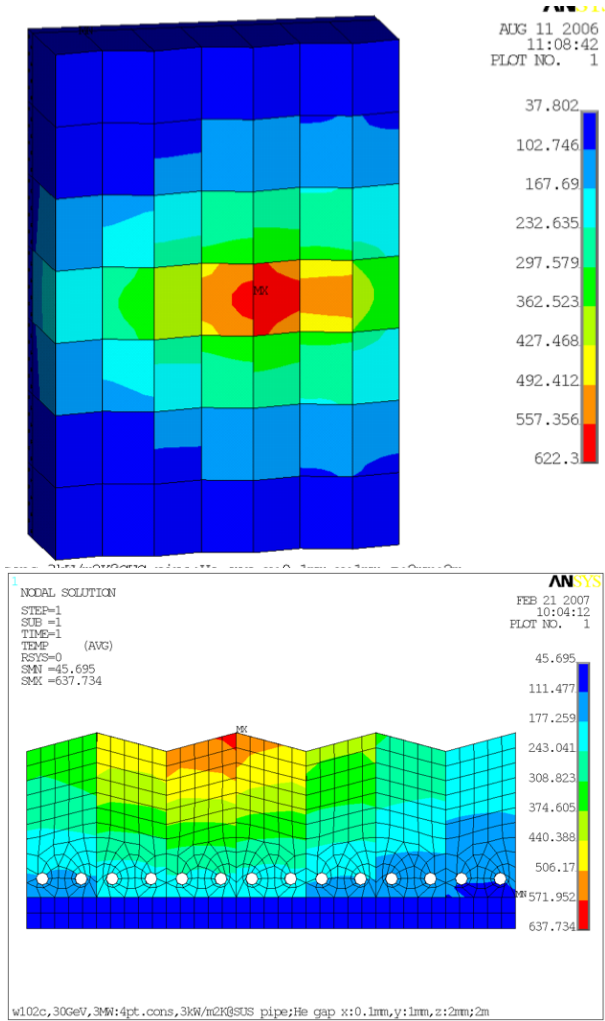 AUG 11 2006
11:08:42
PLOT NO. 1
37.802
102.746
167.69
232.635
297.579
362.523
427.468
492.412
557.356
622.3
MX
1
ANSYS
NODAL SOLUTION
STEP=1
SUB =1
TIME=1
TEMP (AVG)
RSYS=0
SMN =45.695
SMX =637.734
FEB 21 2007
10:04:12
PLOT NO. 1
45.695
111.477
177.259
243.041
308.823
374.605
440.388
506.17
571.952
637.734
MX
MN
w102c,30GeV,3MW:4pt.cons,3kW/m2K@SUS pipe;He gap x:0.1mm,y:1mm,z:2mm;2m